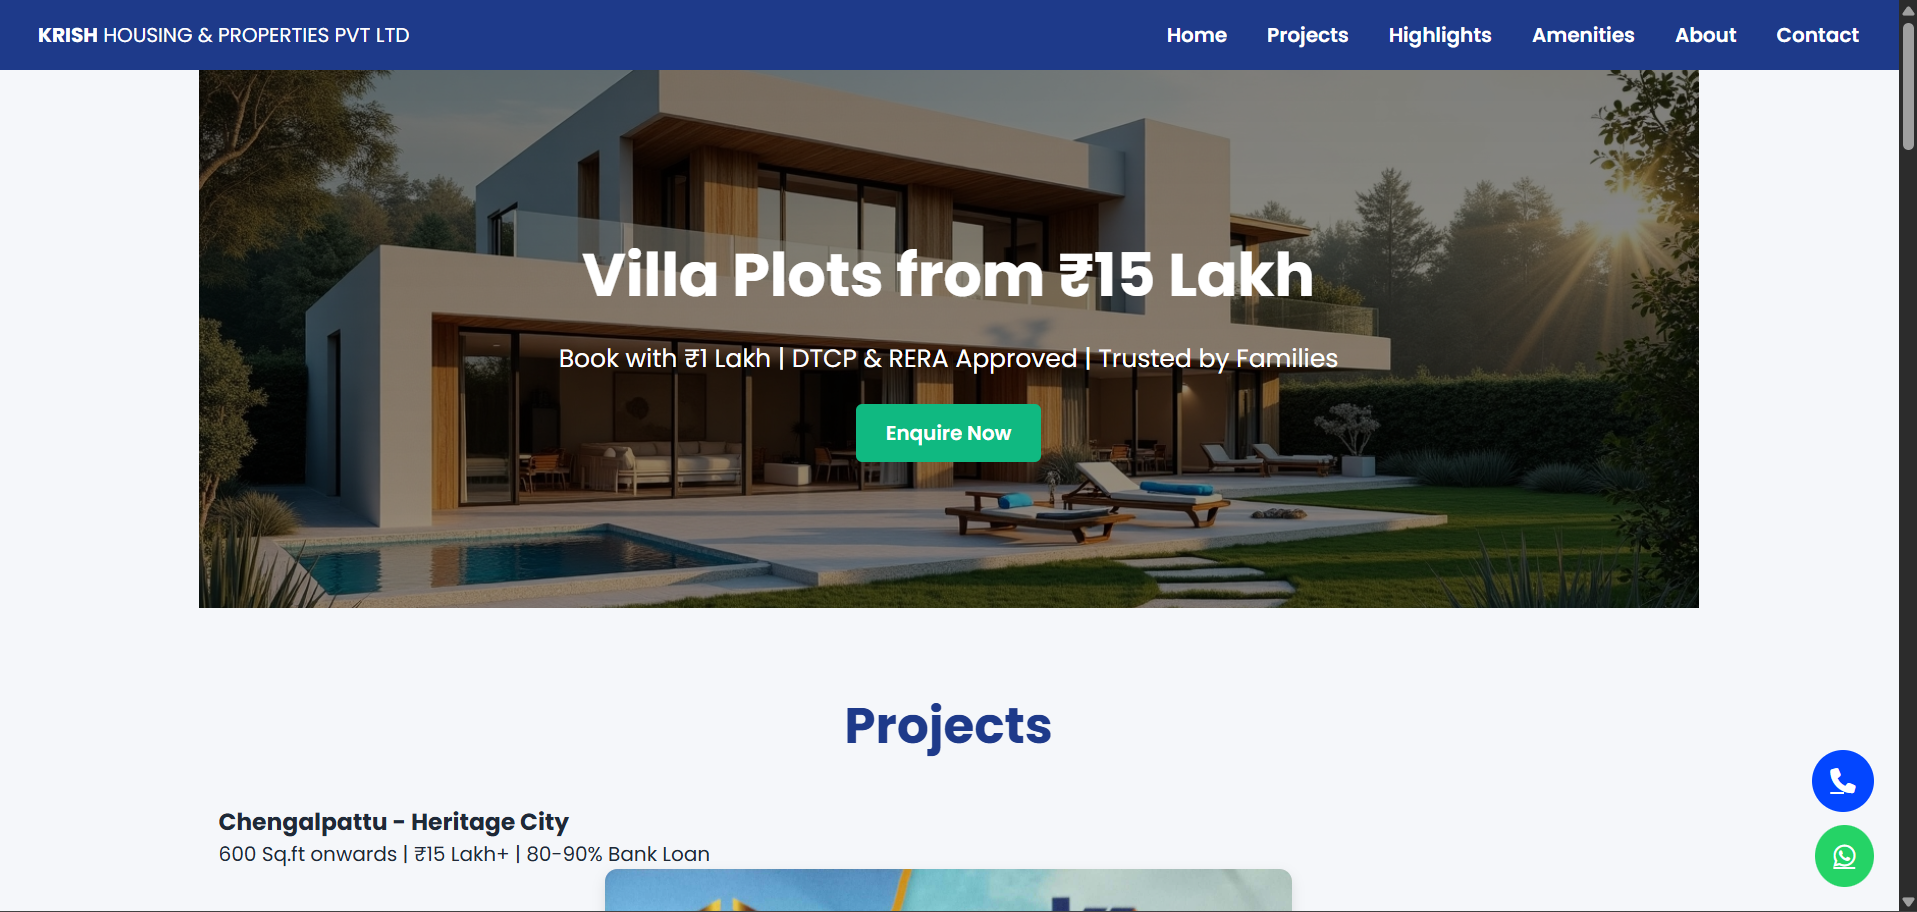 KRISH HOUSING & PROPERTIES PVT LTD
Home Projects Highlights Amenities About Contact
Villa Plots from ₹15 Lakh
Book with ₹1 Lakh | DTCP & RERA Approved | Trusted by Families
Enquire Now
Projects
Chengalpattu - Heritage City
600 Sq.ft onwards | ₹15 Lakh+ | 80-90% Bank Loan